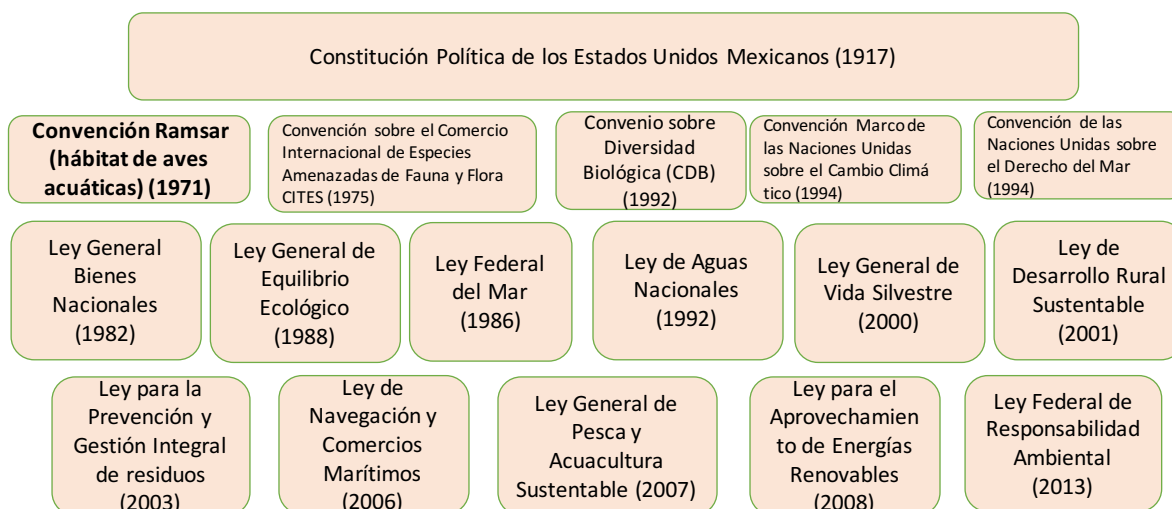 Constitución Política de los Estados Unidos Mexicanos (1917)
Convención Ramsar
(hábitat de aves
acuáticas) (1971)
Convención sobre el Comercio
Internacional de Especies
Amenazadas de Fauna y Flora
CITES (1975)
Convenio sobre
Diversidad
Biológica (CDB)
(1992)
Convención Marco de
las Naciones Unidas
sobre el Cambio Climá
tico (1994)
Convención de las
Naciones Unidas sobre
el Derecho del Mar
(1994)
Ley General
Bienes
Nacionales
(1982)
Ley General de
Equilibrio
Ecológico
(1988)
Ley Federal
del Mar
(1986)
Ley de Aguas
Nacionales
(1992)
Ley General de
Vida Silvestre
(2000)
Ley de
Desarrollo Rural
Sustentable
(2001)
Ley para la
Prevención y
Gestión Integral
de residuos
(2003)
Ley de
Navegación y
Comercios
Marítimos
(2006)
Ley General de
Pesca y
Acuacultura
Sustentable (2007)
Ley para el
Aprovechamien
to de Energías
Renovables
(2008)
Ley Federal de
Responsabilidad
Ambiental
(2013)